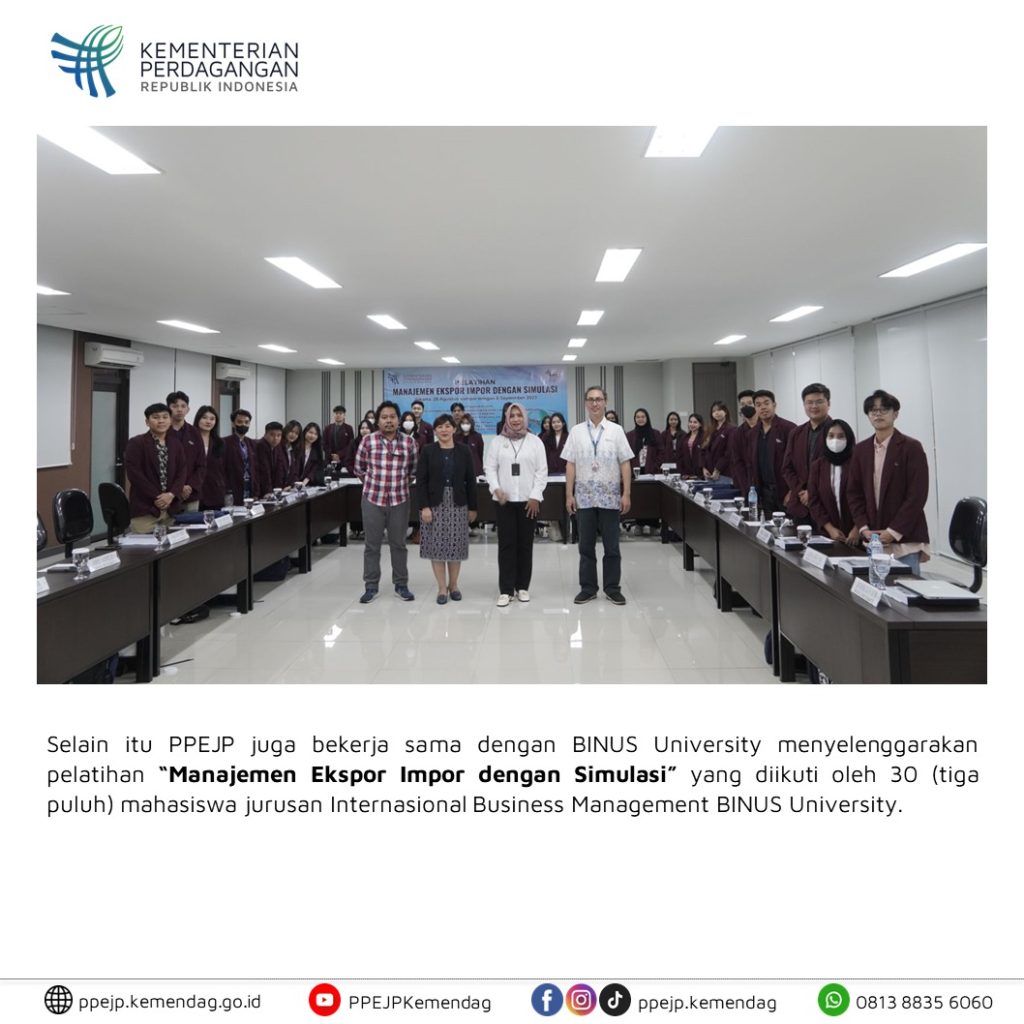 KEMENTERIAN
PERDAGANGAN
REPUBLIK INDONESIA
PELATIHAN
MANAJEMEN EKSPOR IMPOR DENGAN SIMULASI
Selain itu PPEJP juga bekerja sama dengan BINUS University menyelenggarakan
pelatihan “Manajemen Ekspor Impor dengan Simulasi” yang diikuti oleh 30 (tiga
puluh) mahasiswa jurusan Internasional Business Management BINUS University.
ppejp.kemendag.go.id
PPEJPKemendag
ppejp.kemendag
0813 8835 6060